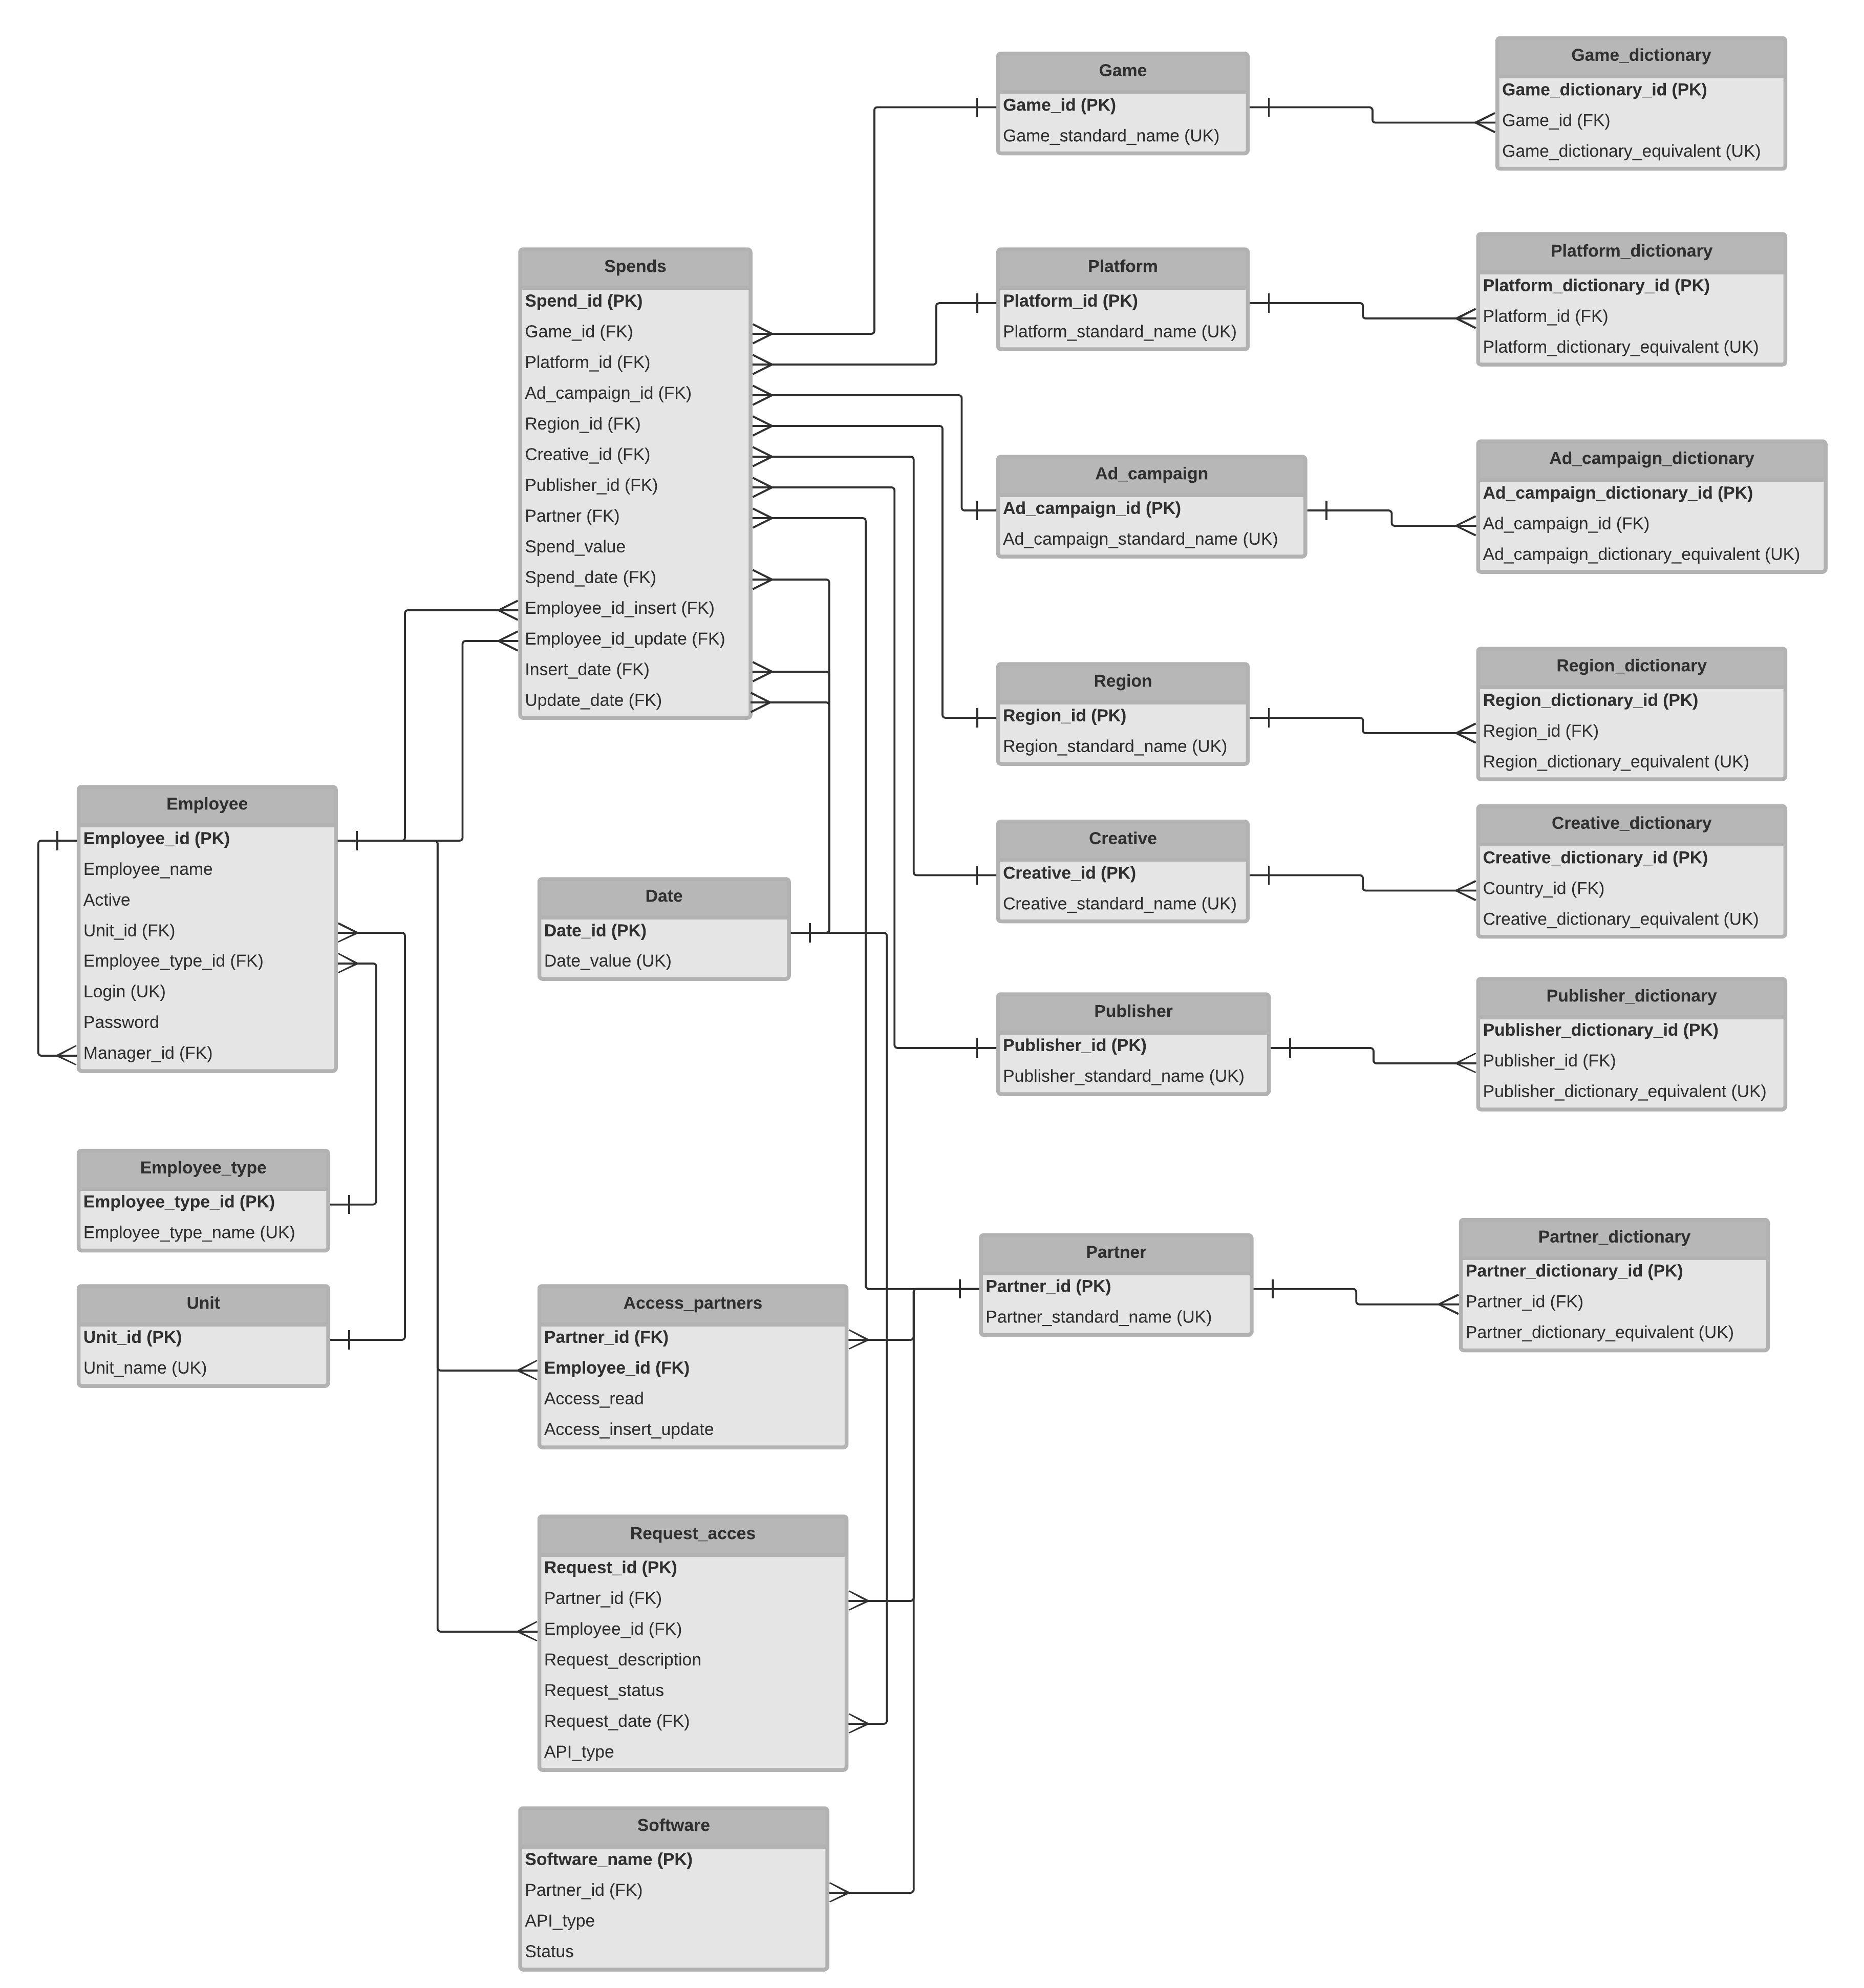 Game
Game_id (PK)
Game_standard_name (UK)
Game_dictionary
Game_dictionary_id (PK)
Game_id (FK)
Game_dictionary_equivalent (UK)
Spends
Spend_id (PK)
Game_id (FK)
Platform_id (FK)
Ad_campaign_id (FK)
Region_id (FK)
Creative_id (FK)
Publisher_id (FK)
Partner (FK)
Spend_value
Spend_date (FK)
Employee_id_insert (FK)
Employee_id_update (FK)
Insert_date (FK)
Update_date (FK)
Platform
Platform_id (PK)
Platform_standard_name (UK)
Platform_dictionary
Platform_dictionary_id (PK)
Platform_id (FK)
Platform_dictionary_equivalent (UK)
Ad_campaign
Ad_campaign_id (PK)
Ad_campaign_standard_name (UK)
Ad_campaign_dictionary
Ad_campaign_dictionary_id (PK)
Ad_campaign_id (FK)
Ad_campaign_dictionary_equivalent (UK)
Region
Region_id (PK)
Region_standard_name (UK)
Region_dictionary
Region_dictionary_id (PK)
Region_id (FK)
Region_dictionary_equivalent (UK)
Employee
Employee_id (PK)
Employee_name
Active
Unit_id (FK)
Employee_type_id (FK)
Login (UK)
Password
Manager_id (FK)
Date
Date_id (PK)
Date_value (UK)
Creative
Creative_id (PK)
Creative_standard_name (UK)
Creative_dictionary
Creative_dictionary_id (PK)
Country_id (FK)
Creative_dictionary_equivalent (UK)
Publisher
Publisher_id (PK)
Publisher_standard_name (UK)
Publisher_dictionary
Publisher_dictionary_id (PK)
Publisher_id (FK)
Publisher_dictionary_equivalent (UK)
Employee_type
Employee_type_id (PK)
Employee_type_name (UK)
Unit
Unit_id (PK)
Unit_name (UK)
Access_partners
Partner_id (FK)
Employee_id (FK)
Access_read
Access_insert_update
Partner
Partner_id (PK)
Partner_standard_name (UK)
Partner_dictionary
Partner_dictionary_id (PK)
Partner_id (FK)
Partner_dictionary_equivalent (UK)
Request_acces
Request_id (PK)
Partner_id (FK)
Employee_id (FK)
Request_description
Request_status
Request_date (FK)
API_type
Software
Software_name (PK)
Partner_id (FK)
API_type
Status